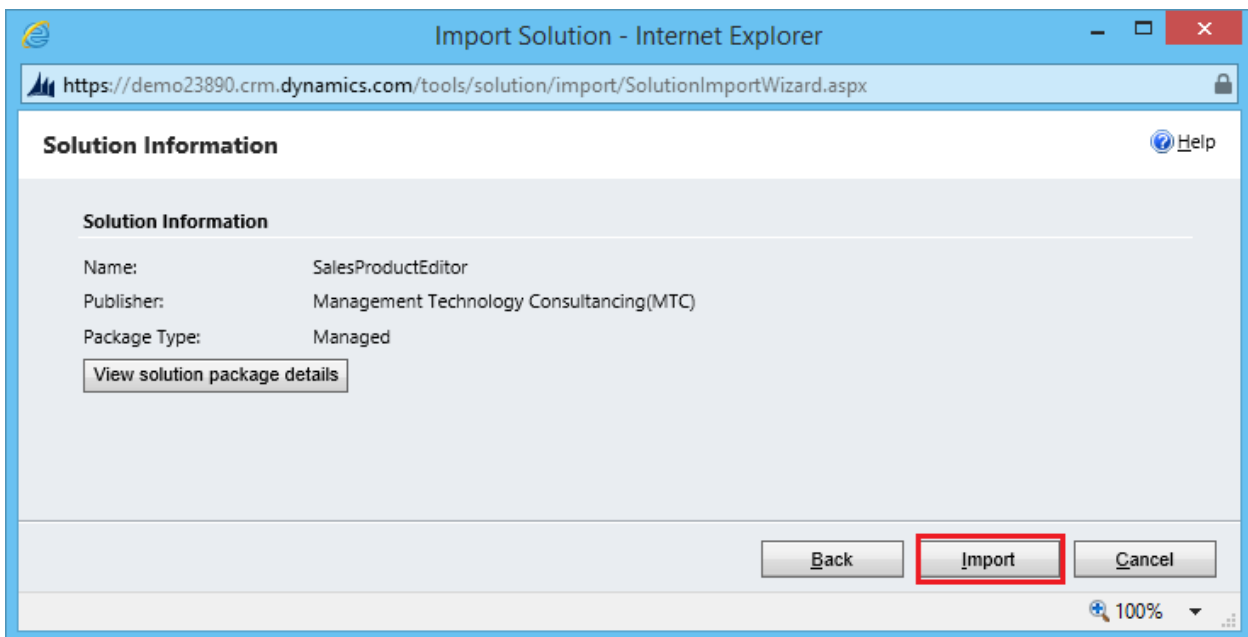 Import Solution - Internet Explorer
https://demo23890.crm.dynamics.com/tools/solution/import/SolutionImportWizard.aspx
Solution Information
Help
Solution Information
Name: SalesProductEditor
Publisher: Management Technology Consultancing(MTC)
Package Type: Managed
View solution package details
Back Import Cancel
100%